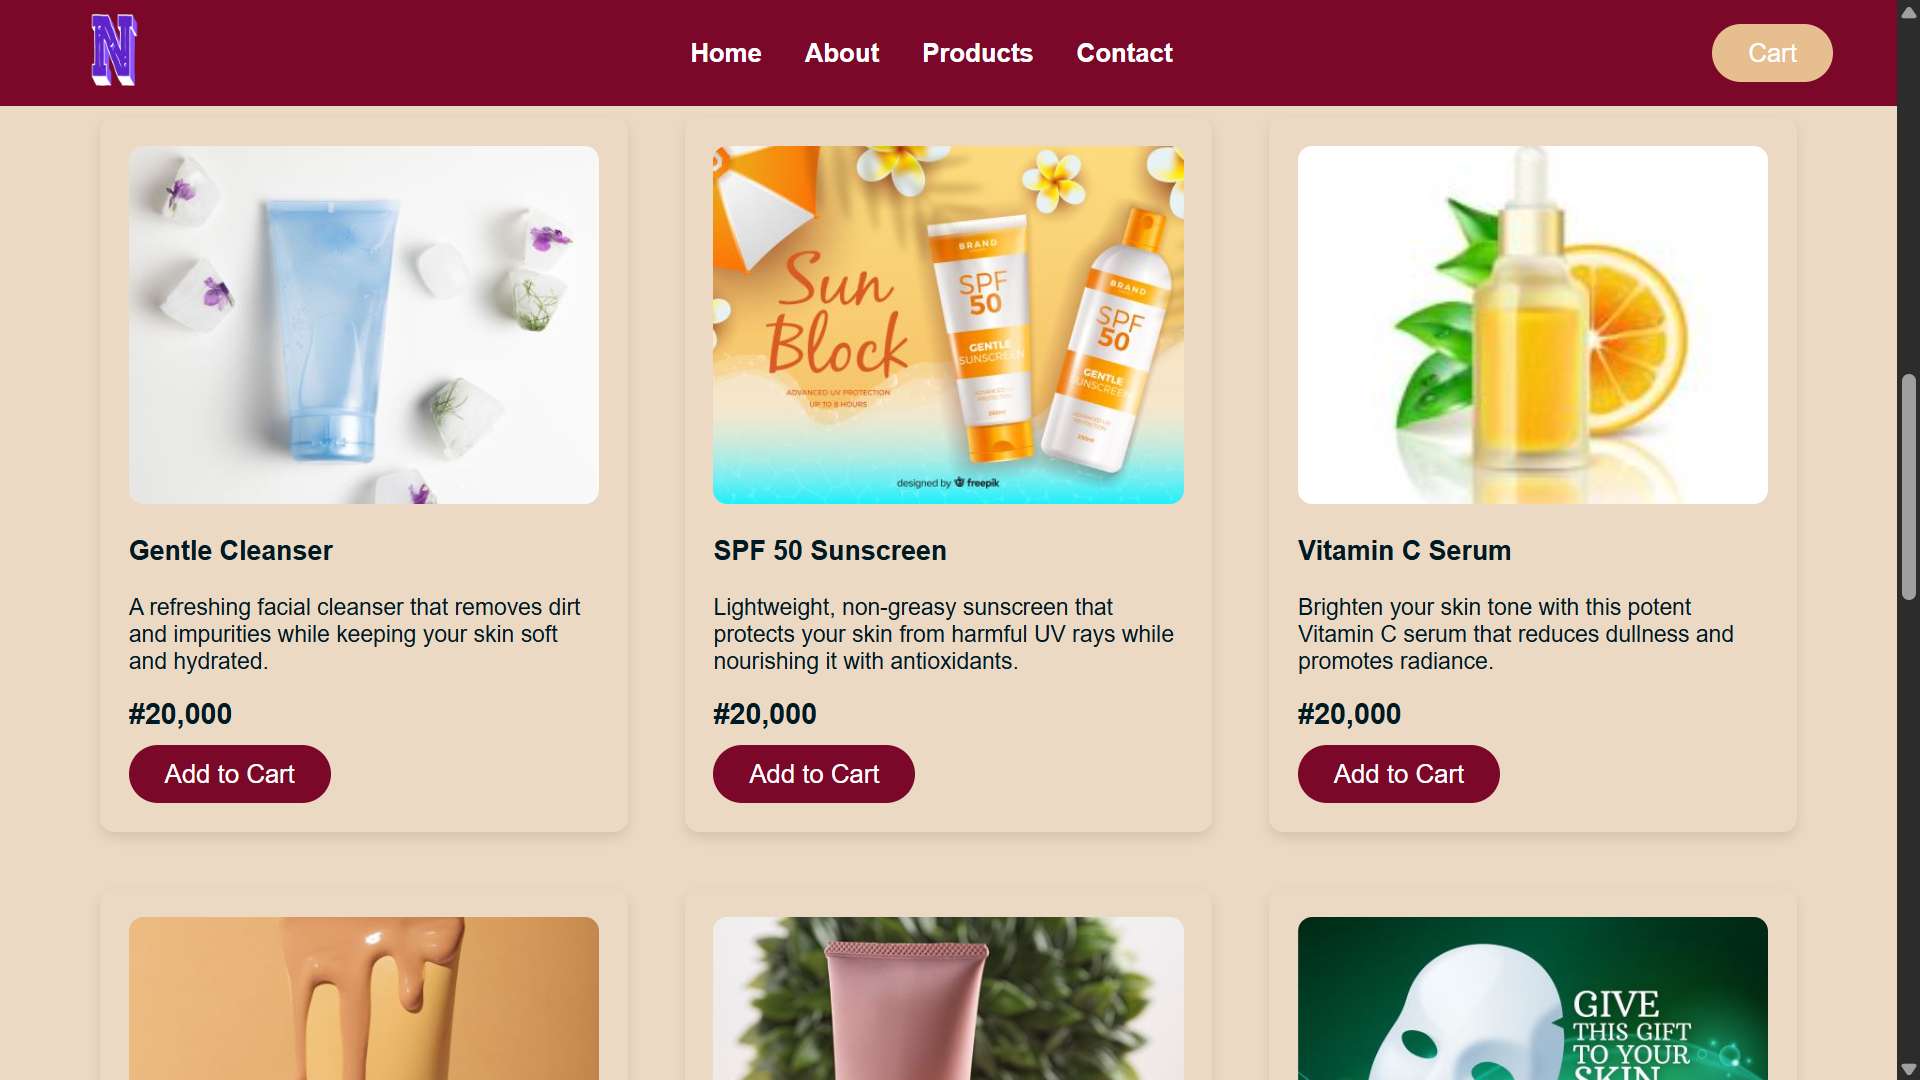 N
Home
About
Products
Contact
Cart
Sun
Block
ADVANCED UV PROTECTION
UP TO 8 HOURS
BRAND
SPF
50
GENTLE
SUNSCREEN
BRAND
SPF
50
GENTLE
SUNSCREEN
designed by freepik
Gentle Cleanser
A refreshing facial cleanser that removes dirt
and impurities while keeping your skin soft
and hydrated.
#20,000
Add to Cart
SPF 50 Sunscreen
Lightweight, non-greasy sunscreen that
protects your skin from harmful UV rays while
nourishing it with antioxidants.
#20,000
Add to Cart
Vitamin C Serum
Brighten your skin tone with this potent
Vitamin C serum that reduces dullness and
promotes radiance.
#20,000
Add to Cart
GIVE
THIS GIFT
TO YOUR
SKIN